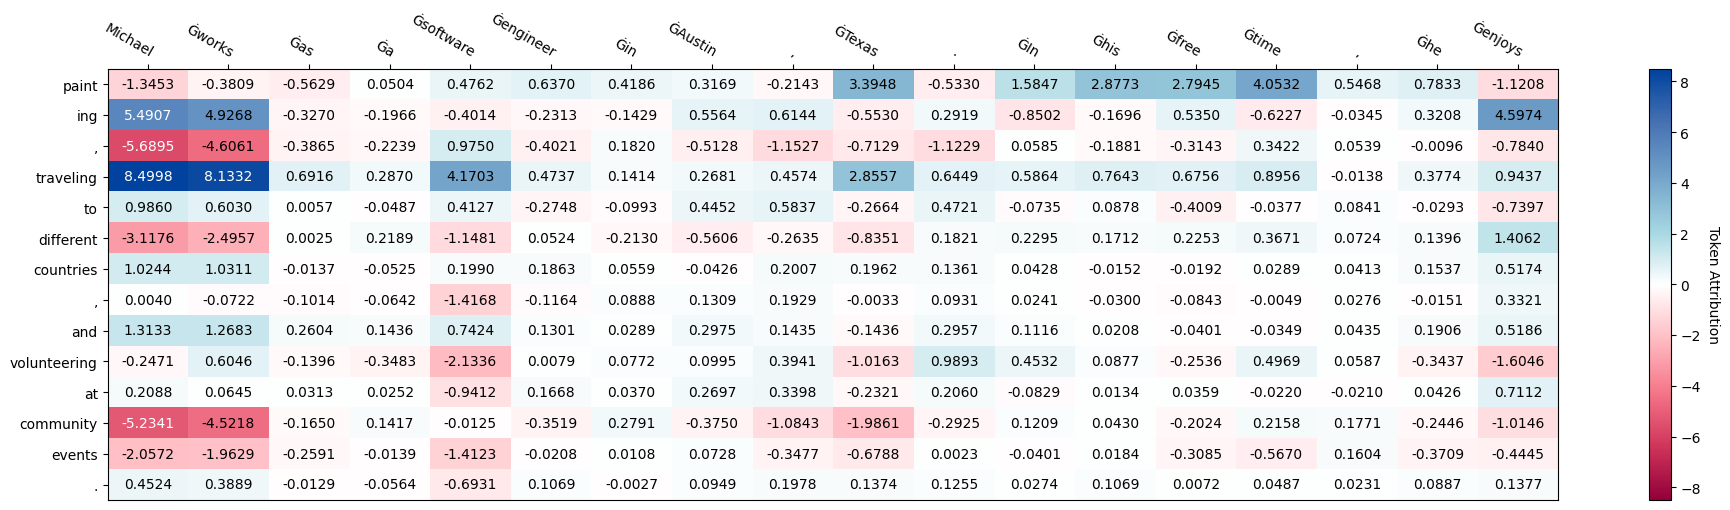 Michael Ġworks Ġas Ġa Ġsoftware Ġengineer Ġin ĠAustin , ĠTexas . ĠIn Ġhis Ġfree Ġtime , Ġhe Ġenjoys
paint -1.3453 -0.3809 -0.5629 0.0504 0.4762 0.6370 0.4186 0.3169 -0.2143 3.3948 -0.5330 1.5847 2.8773 2.7945 4.0532 0.5468 0.7833 -1.1208
ing 5.4907 4.9268 -0.3270 -0.1966 -0.4014 -0.2313 -0.1429 0.5564 0.6144 -0.5530 0.2919 -0.8502 -0.1696 0.5350 -0.6227 -0.0345 0.3208 4.5974
, -5.6895 -4.6061 -0.3865 -0.2239 0.9750 -0.4021 0.1820 -0.5128 -1.1527 -0.7129 -1.1229 0.0585 -0.1881 -0.3143 0.3422 0.0539 -0.0096 -0.7840
traveling 8.4998 8.1332 0.6916 0.2870 4.1703 0.4737 0.1414 0.2681 0.4574 2.8557 0.6449 0.5864 0.7643 0.6756 0.8956 -0.0138 0.3774 0.9437
to 0.9860 0.6030 0.0057 -0.0487 0.4127 -0.2748 -0.0993 0.4452 0.5837 -0.2664 0.4721 -0.0735 0.0878 -0.4009 -0.0377 0.0841 -0.0293 -0.7397
different -3.1176 -2.4957 0.0025 0.2189 -1.1481 0.0524 -0.2130 -0.5606 -0.2635 -0.8351 0.1821 0.2295 0.1712 0.2253 0.3671 0.0724 0.1396 1.4062
countries 1.0244 1.0311 -0.0137 -0.0525 0.1990 0.1863 0.0559 -0.0426 0.2007 0.1962 0.1361 0.0428 -0.0152 -0.0192 0.0289 0.0413 0.1537 0.5174
, 0.0040 -0.0722 -0.1014 -0.0642 -1.4168 -0.1164 0.0888 0.1309 0.1929 -0.0033 0.0931 0.0241 -0.0300 -0.0843 -0.0049 0.0276 -0.0151 0.3321
and 1.3133 1.2683 0.2604 0.1436 0.7424 0.1301 0.0289 0.2975 0.1435 -0.1436 0.2957 0.1116 0.0208 -0.0401 -0.0349 0.0435 0.1906 0.5186
volunteering -0.2471 0.6046 -0.1396 -0.3483 -2.1336 0.0079 0.0772 0.0995 0.3941 -1.0163 0.9893 0.4532 0.0877 -0.2536 0.4969 0.0587 -0.3437 -1.6046
at 0.2088 0.0645 0.0313 0.0252 -0.9412 0.1668 0.0370 0.2697 0.3398 -0.2321 0.2060 -0.0829 0.0134 0.0359 -0.0220 -0.0210 0.0426 0.7112
community -5.2341 -4.5218 -0.1650 0.1417 -0.0125 -0.3519 0.2791 -0.3750 -1.0843 -1.9861 -0.2925 0.1209 0.0430 -0.2024 0.2158 0.1771 -0.2446 -1.0146
events -2.0572 -1.9629 -0.2591 -0.0139 -1.4123 -0.0208 0.0108 0.0728 -0.3477 -0.6788 0.0023 -0.0401 0.0184 -0.3085 -0.5670 0.1604 -0.3709 -0.4445
. 0.4524 0.3889 -0.0129 -0.0564 -0.6931 0.1069 -0.0027 0.0949 0.1978 0.1374 0.1255 0.0274 0.1069 0.0072 0.0487 0.0231 0.0887 0.1377
8
6
4
2
0
−2
−4
−6
−8
Token Attribution